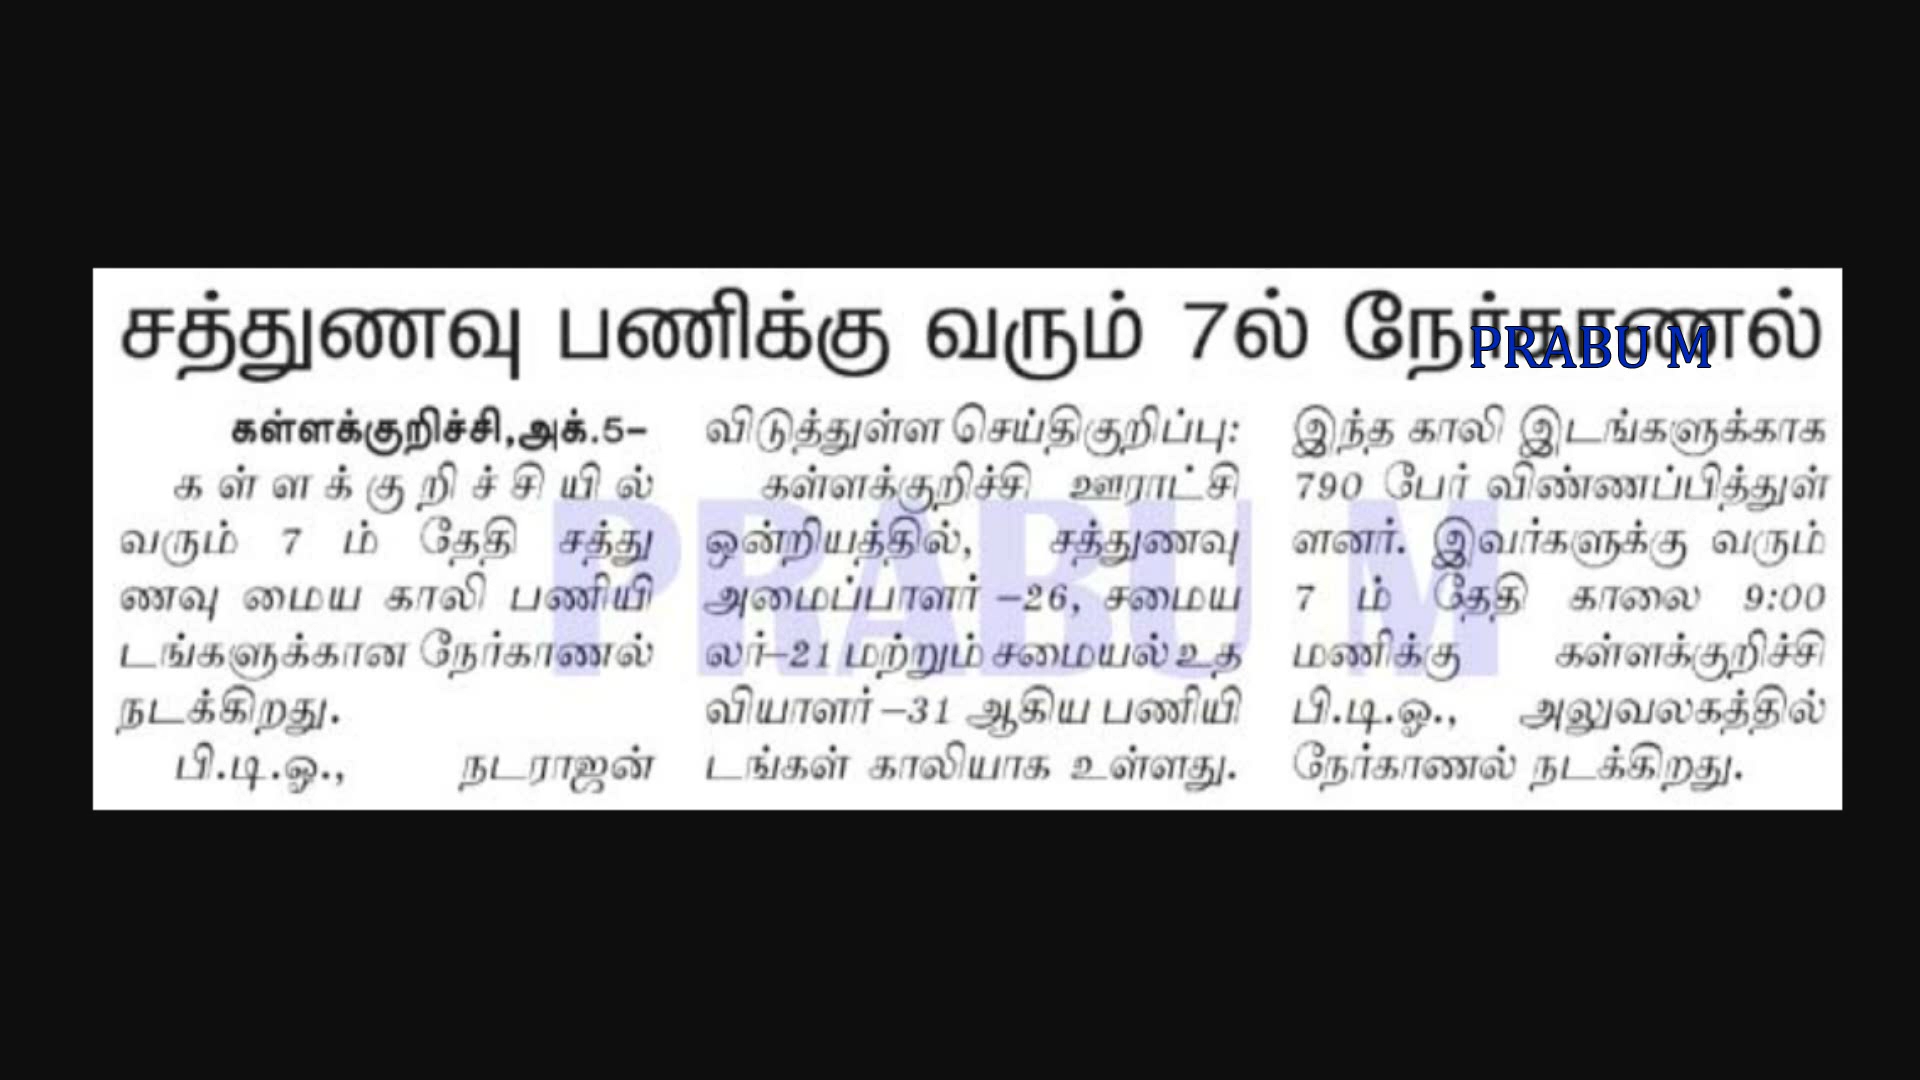 சத்துணவு பணிக்கு வரும் 7ல் நேர்காணல்
PRABU M
கள்ளக்குறிச்சி,அக்.5–
கள்ளக்குறிச்சியில்
வரும் 7 ம் தேதி சத்து
ணவு மைய காலி பணியி
டங்களுக்கான நேர்காணல்
நடக்கிறது.
பி.டி.ஓ., நடராஜன்
விடுத்துள்ள செய்திகுறிப்பு:
கள்ளக்குறிச்சி ஊராட்சி
ஒன்றியத்தில், சத்துணவு
அமைப்பாளர் –26, சமைய
லர்–21 மற்றும் சமையல் உத
வியாளர் –31 ஆகிய பணியி
டங்கள் காலியாக உள்ளது.
இந்த காலி இடங்களுக்காக
790 பேர் விண்ணப்பித்துள்
ளனர். இவர்களுக்கு வரும்
7 ம் தேதி காலை 9:00
மணிக்கு கள்ளக்குறிச்சி
பி.டி.ஓ., அலுவலகத்தில்
நேர்காணல் நடக்கிறது.
PRABU M